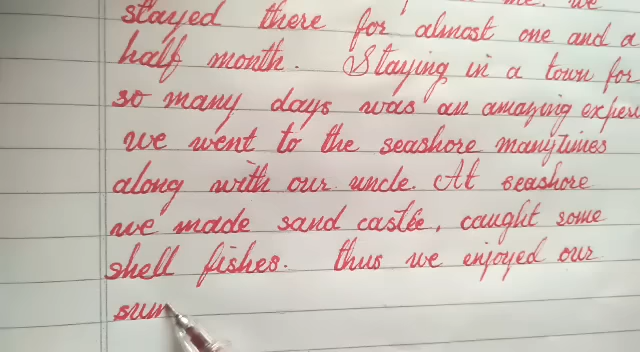 we
stayed there for almost one and a
half month. Staying in a town for
so many days was an amazing
we went to the seashore manytimes
along with our uncle. At seashore
we made sand castle, caught some
shell fishes. thus we enjoyed our
sum